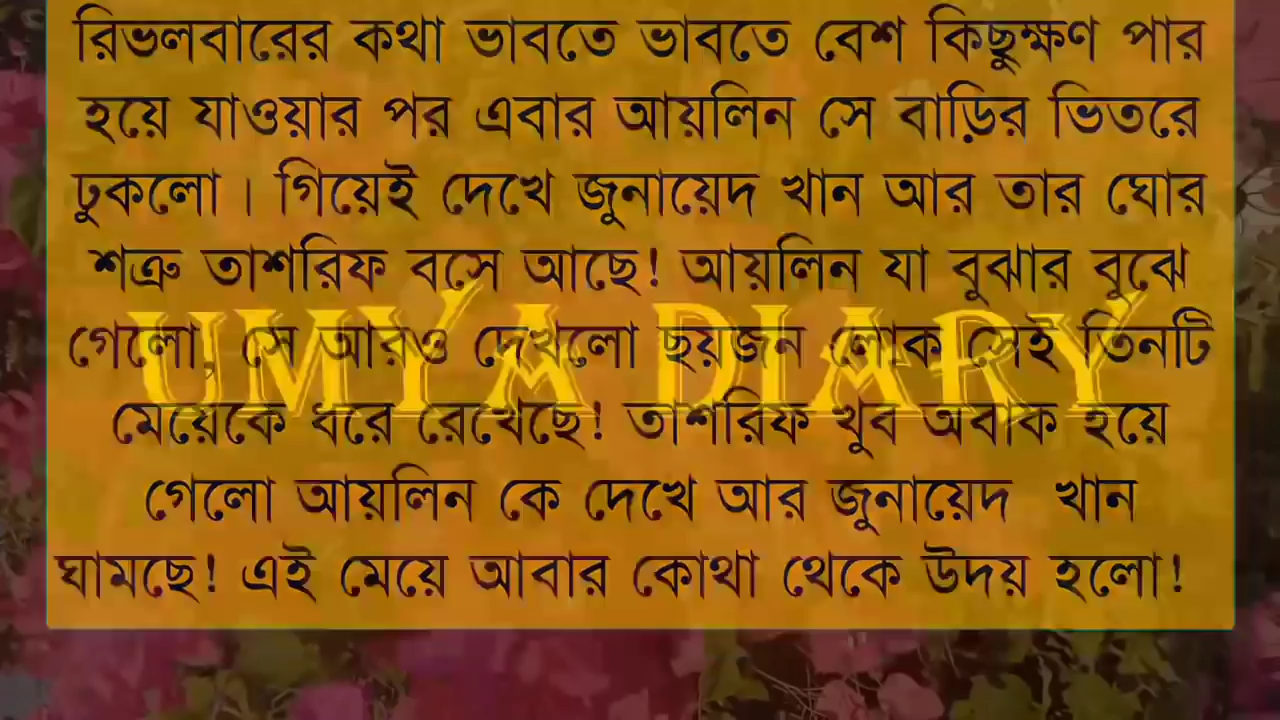 রিভলবারের কথা ভাবতে ভাবতে বেশ কিছুক্ষণ পার
হয়ে যাওয়ার পর এবার আয়লিন সে বাড়ির ভিতরে
ঢুকলো। গিয়েই দেখে জুনায়েদ খান আর তার ঘোর
শত্রু তাশরিফ বসে আছে! আয়লিন যা বুঝার বুঝে
গেলো, সে আরও দেখলো ছয়জন লোক সেই তিনটি
UMYA DIARY
মেয়েকে ধরে রেখেছে! তাশরিফ খুব অবাক হয়ে
গেলো আয়লিন কে দেখে আর জুনায়েদ খান
ঘামছে! এই মেয়ে আবার কোথা থেকে উদয় হলো!